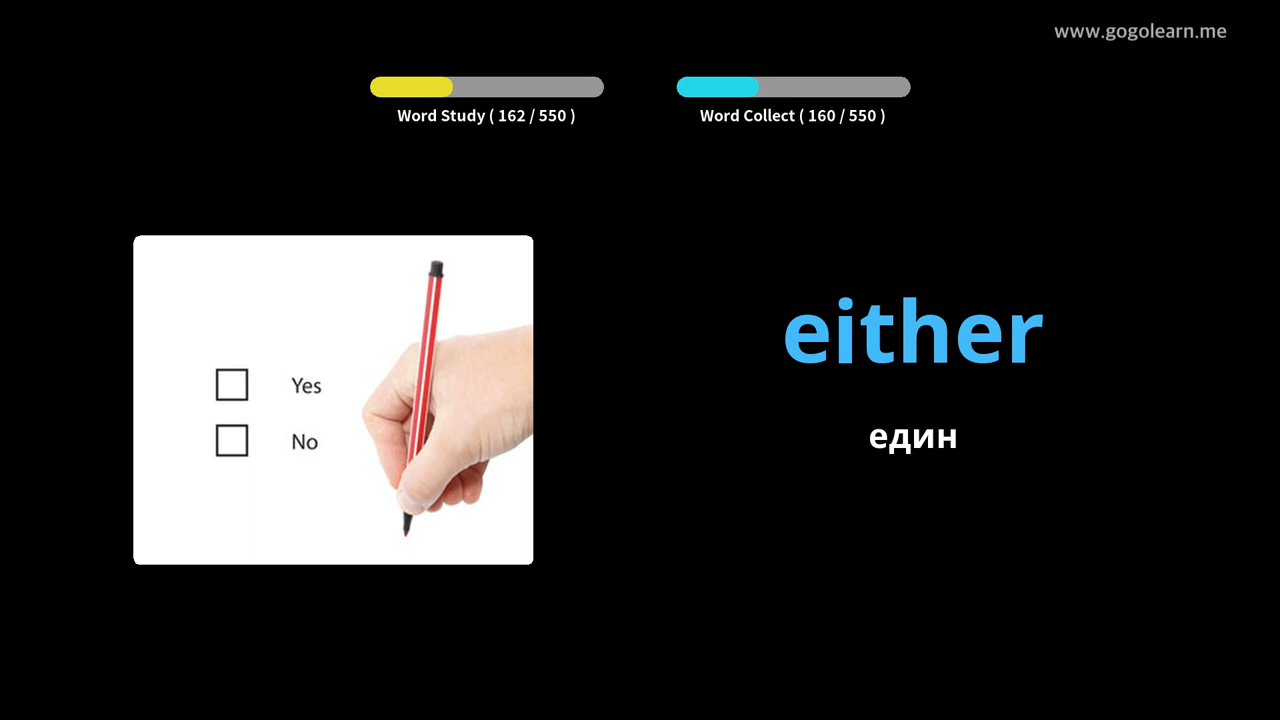 www.gogolearn.me
Word Study ( 162 / 550 )
Word Collect ( 160 / 550 )
Yes
No
either
един